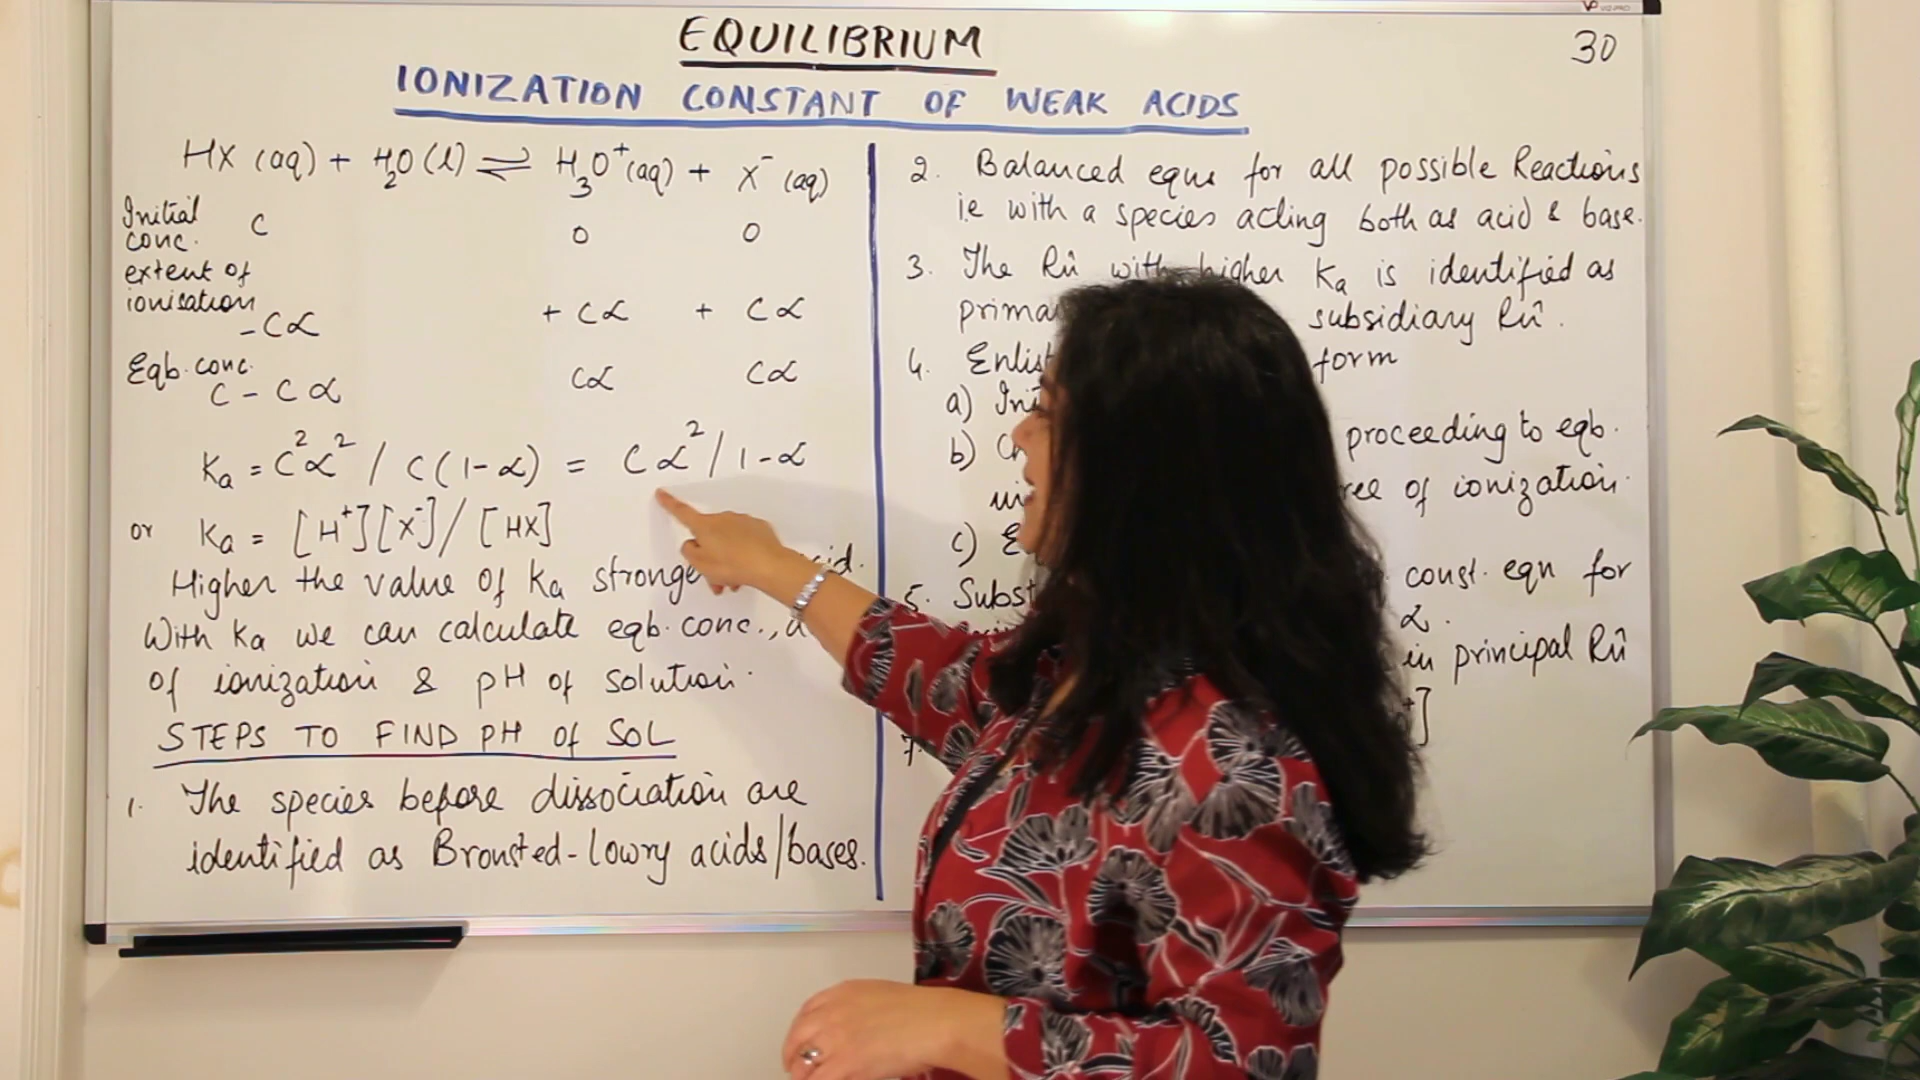 EQUILIBRIUM
30
IONIZATION CONSTANT OF WEAK ACIDS
HX (aq) + H₂O (l) ⇌ H₃O⁺ (aq) + X⁻ (aq)
Initial conc. C 0 0
extent of
ionisation
-Cα + Cα + Cα
Eqb. conc.
C - Cα Cα Cα
Ka = C²α² / C(1-α) = Cα² / 1-α
or Ka = [H⁺][X⁻] / [HX]
Higher the value of Ka
With Ka we can calculate eqb. conc.,
of ionization & pH of solution.
STEPS TO FIND PH of SOL
1. The species before dissociation are
identified as Bronsted-lowry acids/bases.
2. Balanced eqns for all possible Reactions
i.e with a species acting both as acid & base.
3. The Rn with higher Ka is identified as
subsidiary Rn.
4. form
a)
b) proceeding to eqb.
of ionization.
c)
5. const. eqn for
α.
in principal Rn
7.